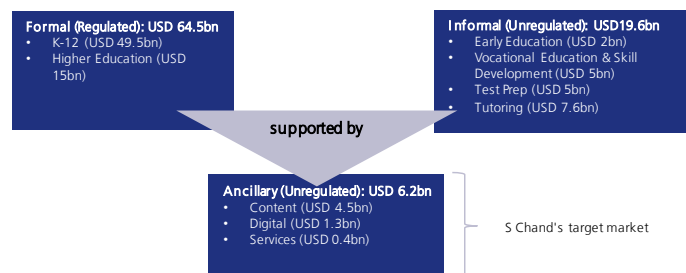 Formal (Regulated): USD 64.5bn
• K-12 (USD 49.5bn)
• Higher Education (USD
15bn)
Informal (Unregulated): USD19.6bn
• Early Education (USD 2bn)
• Vocational Education & Skill
Development (USD 5bn)
• Test Prep (USD 5bn)
• Tutoring (USD 7.6bn)
supported by
Ancillary (Unregulated): USD 6.2bn
• Content (USD 4.5bn)
• Digital (USD 1.3bn)
• Services (USD 0.4bn)
S Chand's target market